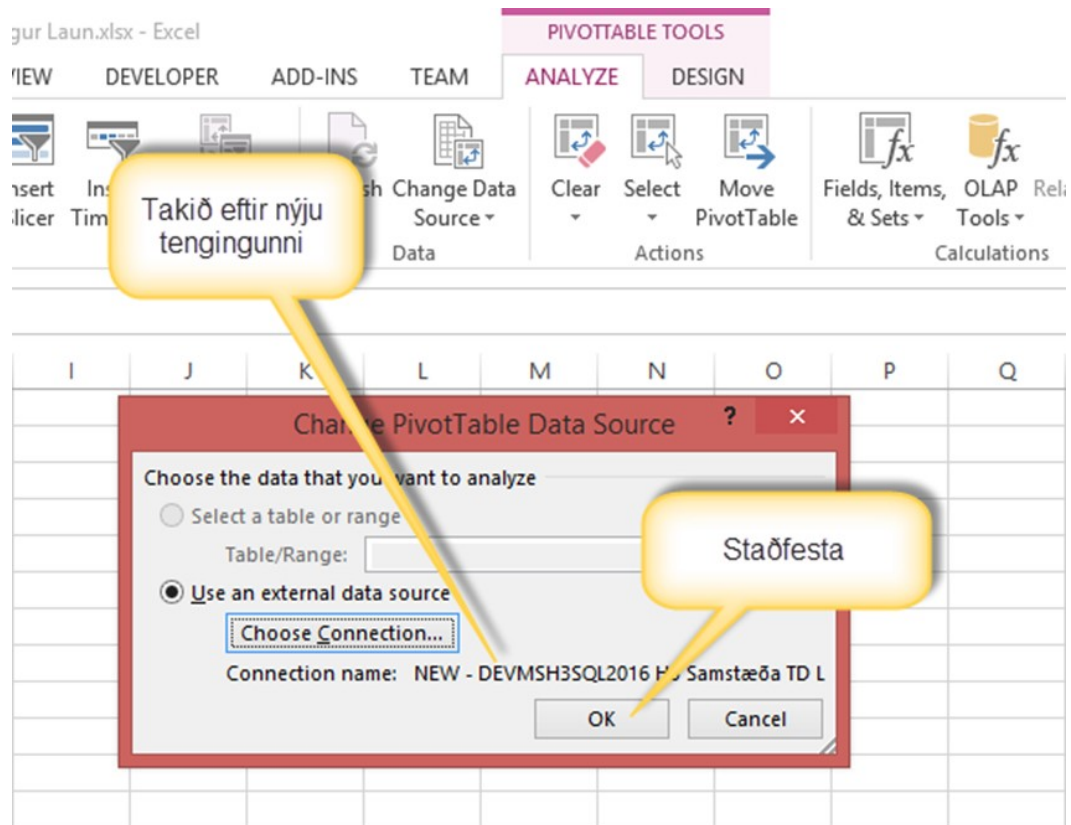 gur Laun.xlsx - Excel
PIVOTTABLE TOOLS
VIEW DEVELOPER ADD-INS TEAM ANALYZE DESIGN
Change Data Clear Select Move Fields, Items, OLAP
Source PivotTable & Sets Tools
Data Actions Calculations
Takið eftir nýju
tengingunni
I J K L M N O P Q
Change PivotTable Data Source ? ×
Choose the data that you want to analyze
Select a table or range
Table/Range:
Staðfesta
Use an external data source
Choose Connection...
Connection name: NEW - DEVMSH3SQL2016 Samstæða TD L
OK Cancel